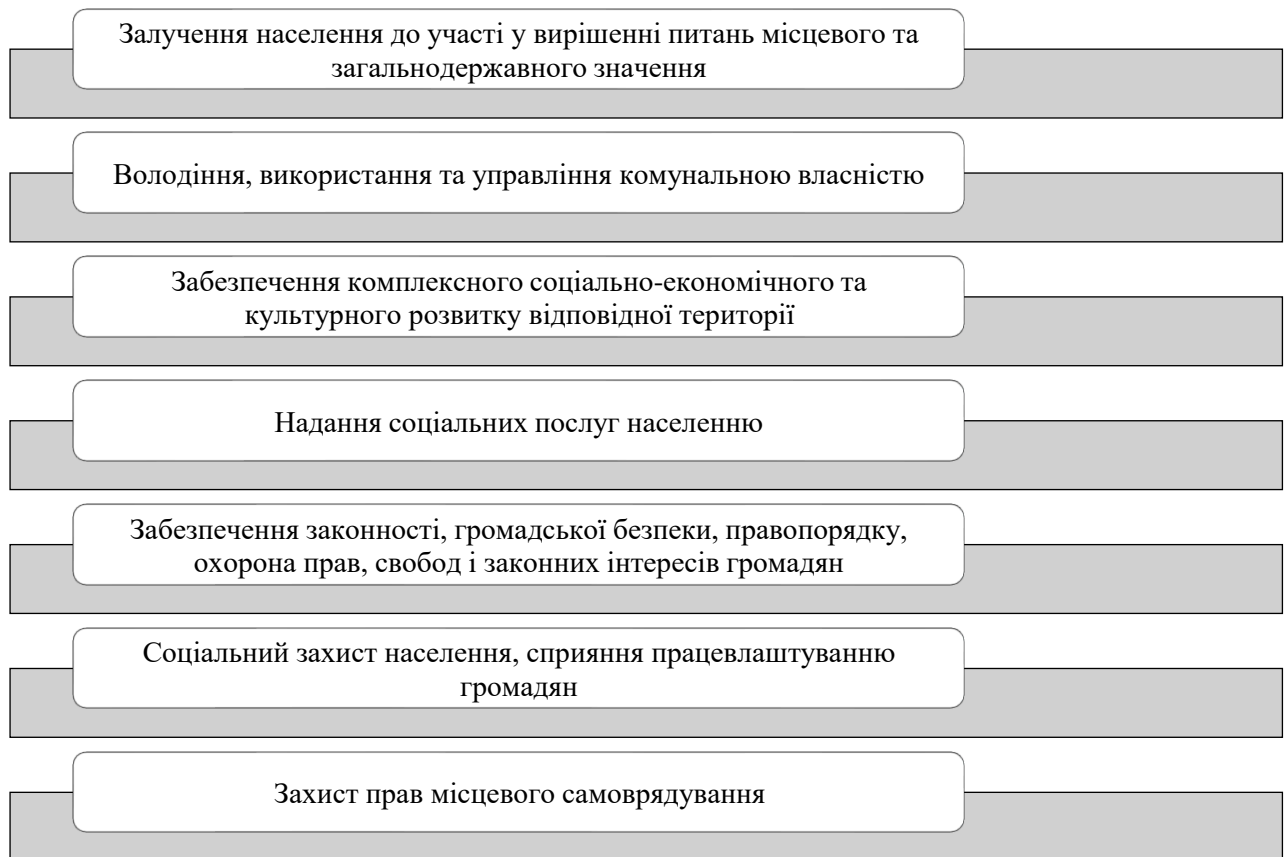 Залучення населення до участі у вирішенні питань місцевого та
загальнодержавного значення
Володіння, використання та управління комунальною власністю
Забезпечення комплексного соціально-економічного та
культурного розвитку відповідної території
Надання соціальних послуг населенню
Забезпечення законності, громадської безпеки, правопорядку,
охорона прав, свобод і законних інтересів громадян
Соціальний захист населення, сприяння працевлаштуванню
громадян
Захист прав місцевого самоврядування